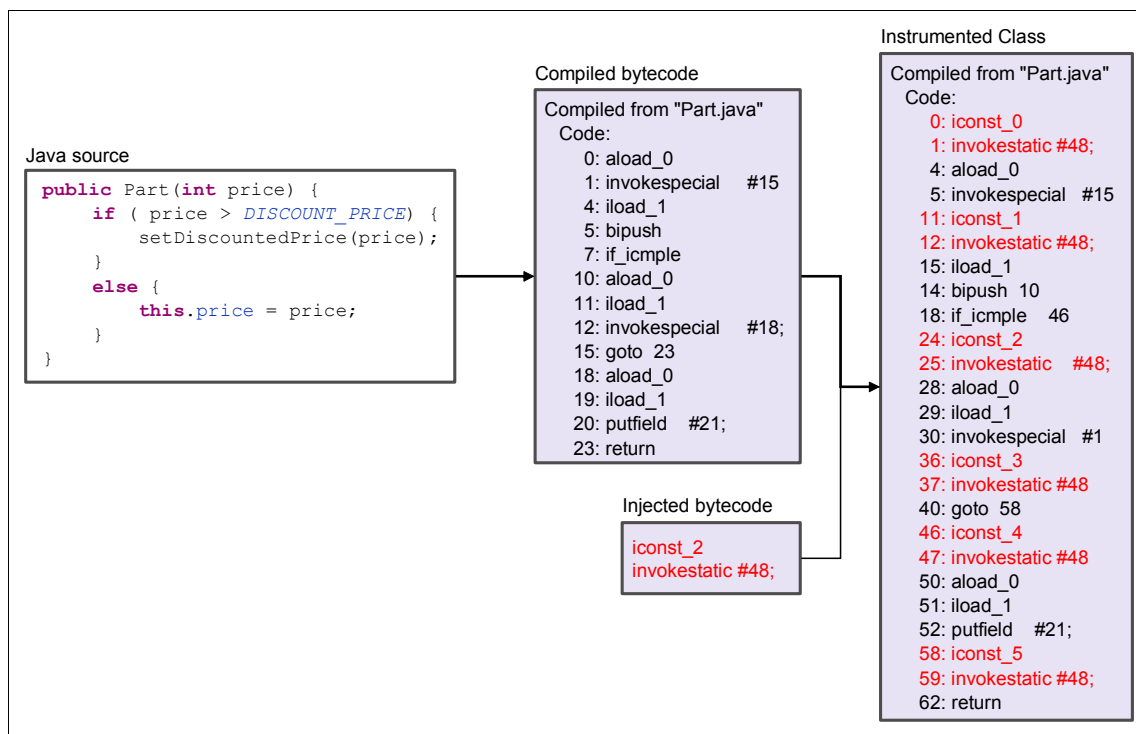 Java source
public Part(int price) {
if ( price > DISCOUNT_PRICE) {
setDiscountedPrice(price);
}
else {
this.price = price;
}
}
Compiled bytecode
Compiled from "Part.java"
Code:
0: aload_0
1: invokespecial #15
4: iload_1
5: bipush
7: if_icmple
10: aload_0
11: iload_1
12: invokespecial #18;
15: goto 23
18: aload_0
19: iload_1
20: putfield #21;
23: return
Injected bytecode
iconst_2
invokestatic #48;
Instrumented Class
Compiled from "Part.java"
Code:
0: iconst_0
1: invokestatic #48;
4: aload_0
5: invokespecial #15
11: iconst_1
12: invokestatic #48;
15: iload_1
14: bipush 10
18: if_icmple 46
24: iconst_2
25: invokestatic #48;
28: aload_0
29: iload_1
30: invokespecial #1
36: iconst_3
37: invokestatic #48
40: goto 58
46: iconst_4
47: invokestatic #48
50: aload_0
51: iload_1
52: putfield #21;
58: iconst_5
59: invokestatic #48;
62: return